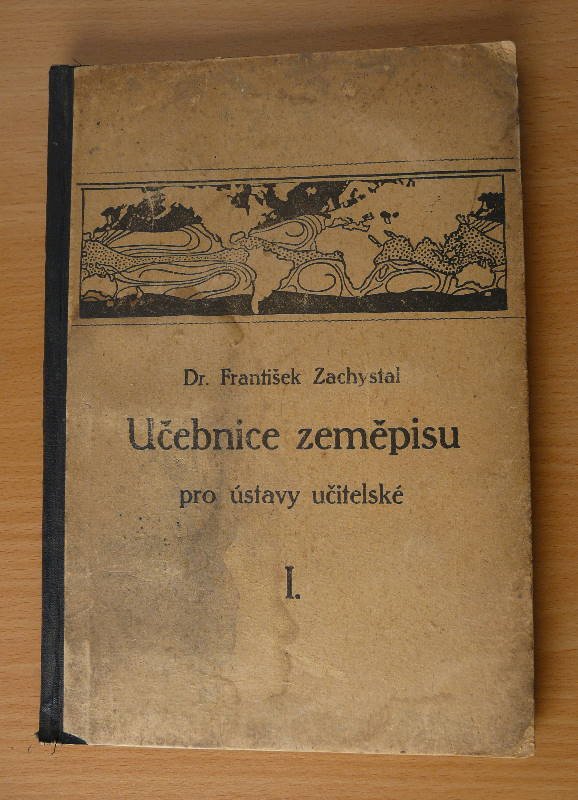 Dr. František Zachystal
Učebnice zeměpisu
pro ústavy učitelské
I.